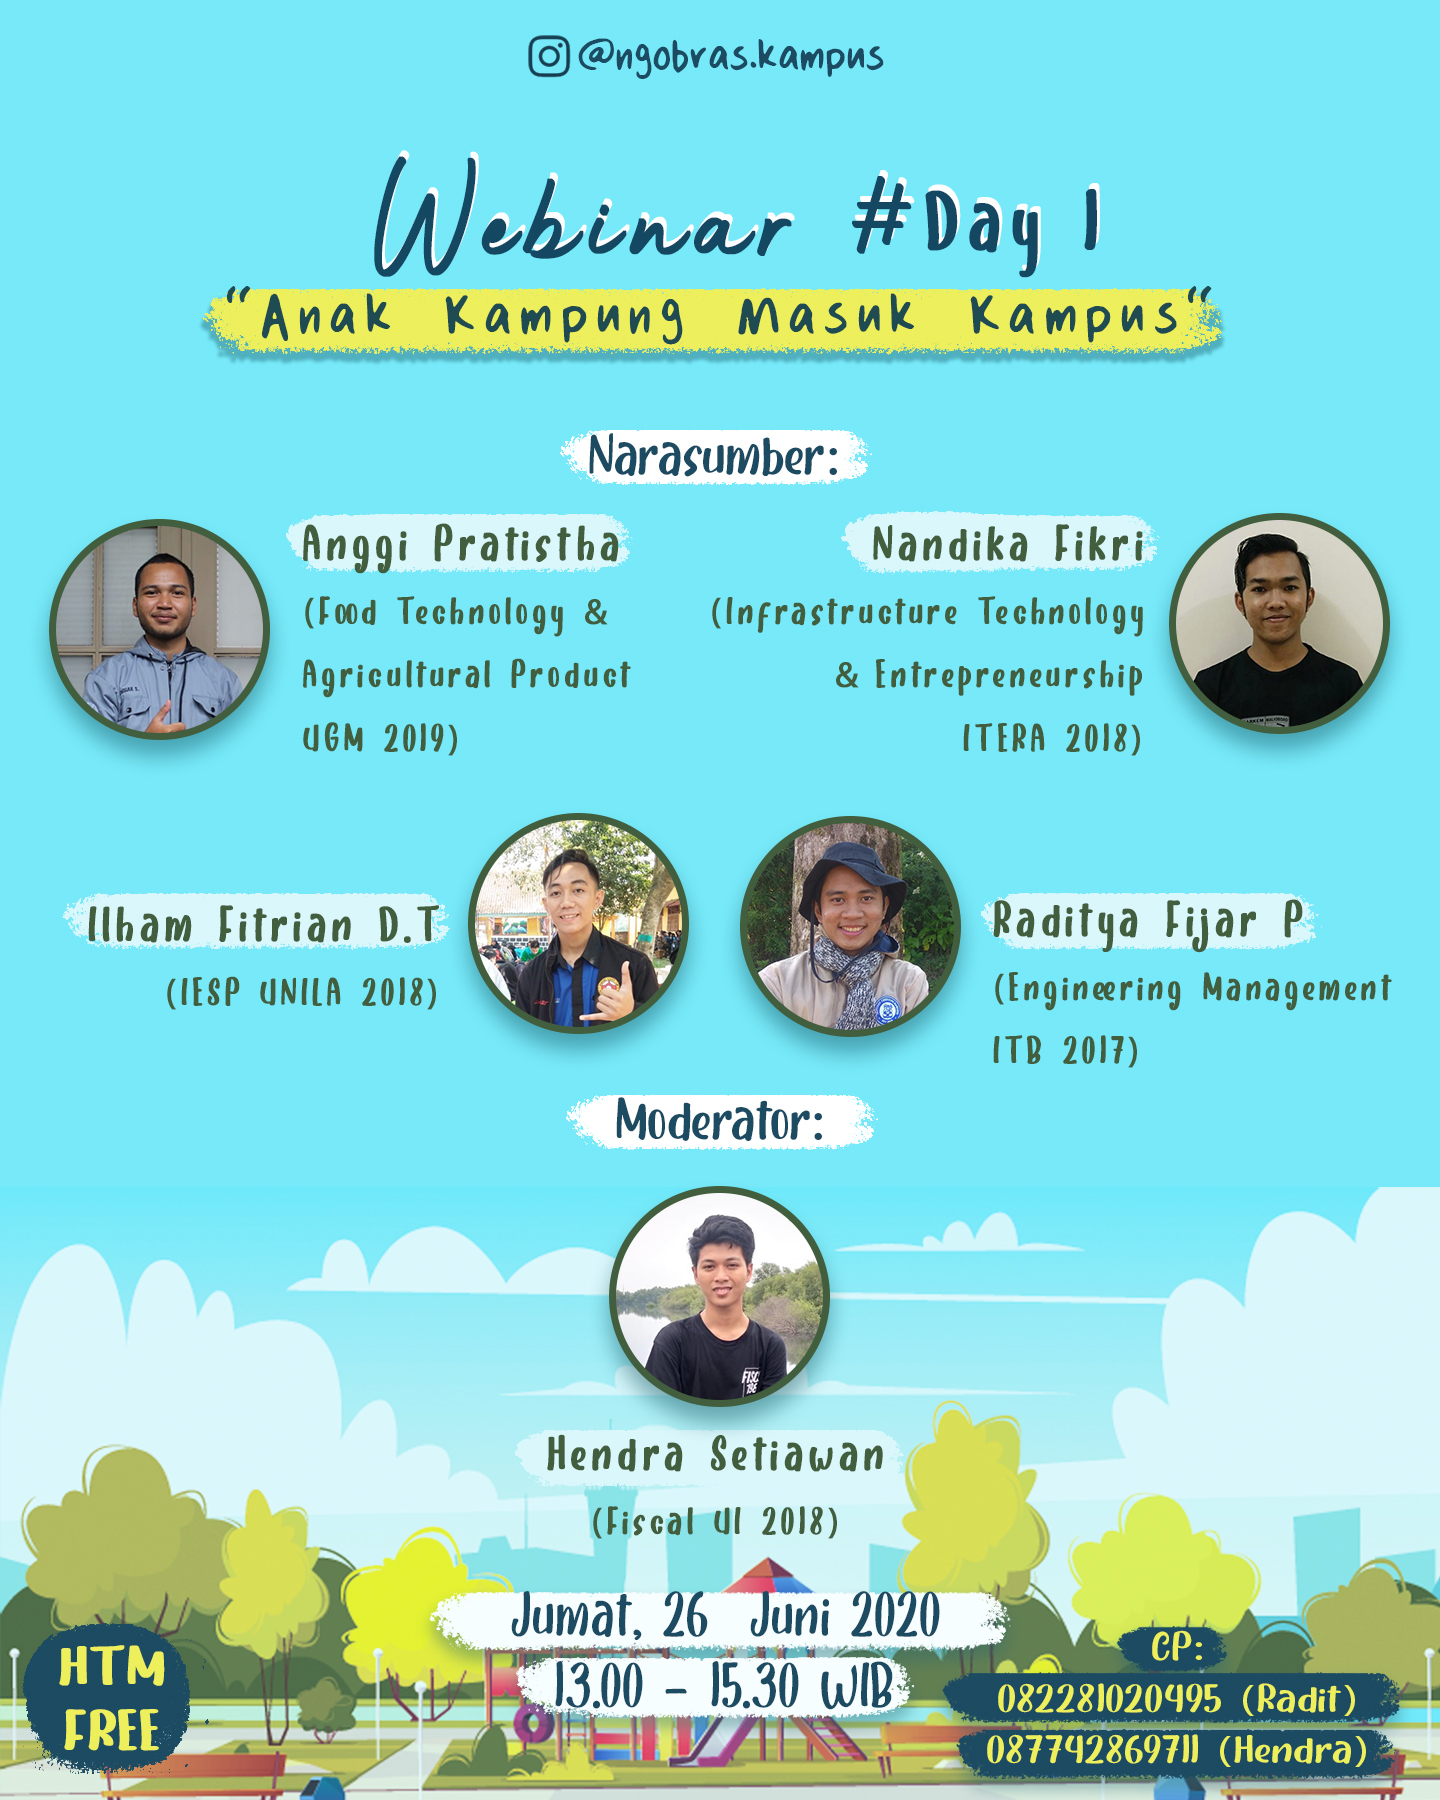 @ngobras.kampus
Webinar #Day 1
"Anak Kampung Masuk Kampus"
Narasumber:
Anggi Pratistha
(Food Technology &
Agricultural Product
UGM 2019)
Nandika Fikri
(Infrastructure Technology
& Entrepreneurship
ITERA 2018)
Ilham Fitrian D.T
(IESP UNILA 2018)
Raditya Fijar P
(Engineering Management
ITB 2017)
Moderator:
Hendra Setiawan
(Fiscal UI 2018)
Jumat, 26 Juni 2020
13.00 - 15.30 WIB
HTM
FREE
CP:
082281020495 (Radit)
087742869711 (Hendra)